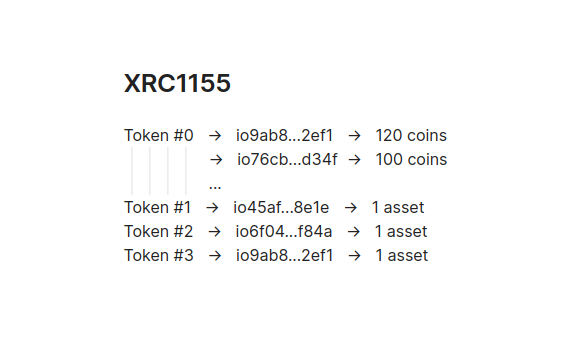 XRC1155
Token #0 → io9ab8...2ef1 → 120 coins
→ io76cb...d34f → 100 coins
...
Token #1 → io45af...8e1e → 1 asset
Token #2 → io6f04...f84a → 1 asset
Token #3 → io9ab8...2ef1 → 1 asset